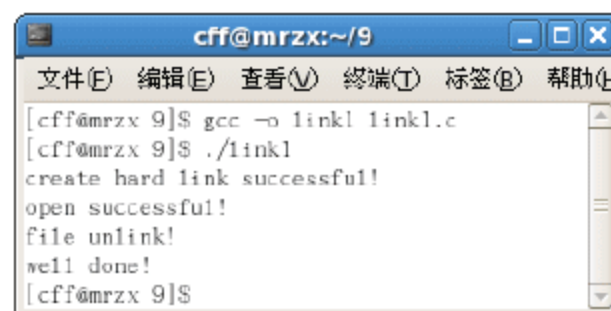 cff@mrzx:~/9
文件(F) 编辑(E) 查看(V) 终端(T) 标签(B) 帮助(H
[cff@mrzx 9]$ gcc -o link1 link1.c
[cff@mrzx 9]$ ./link1
create hard link successful!
open successful!
file unlink!
well done!
[cff@mrzx 9]$